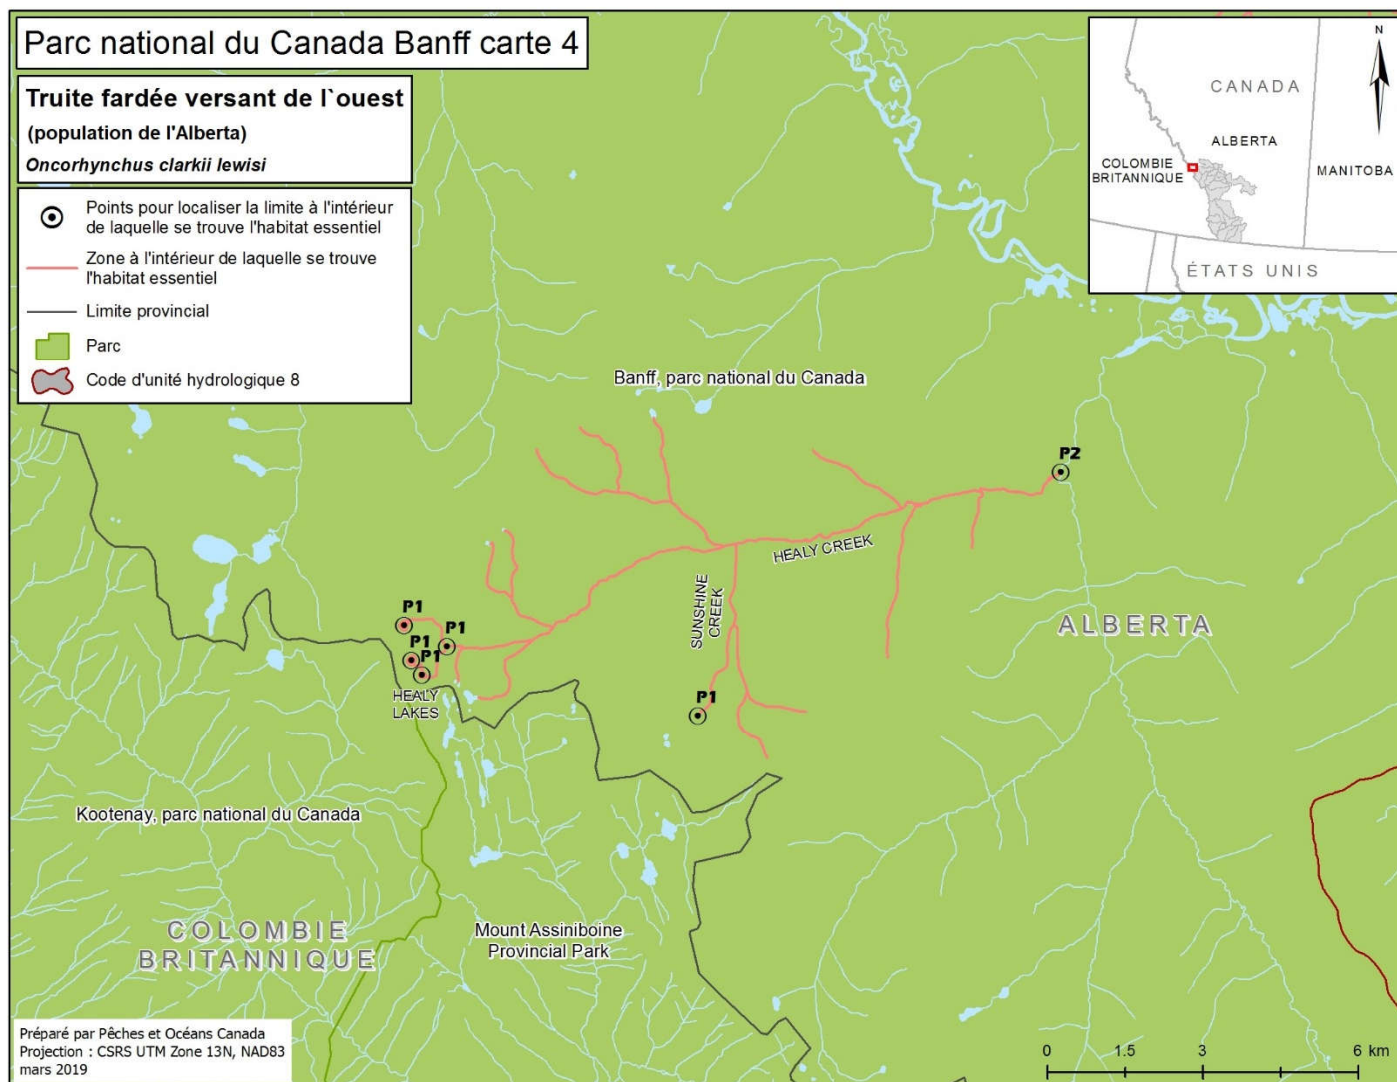 Parc national du Canada Banff carte 4
Truite fardée versant de l`ouest
(population de l'Alberta)
Oncorhynchus clarkii lewisi
Points pour localiser la limite à l'intérieur
de laquelle se trouve l'habitat essentiel
Zone à l'intérieur de laquelle se trouve
l'habitat essentiel
Limite provincial
Parc
Code d'unité hydrologique 8
N
CANADA
ALBERTA
COLOMBIE
BRITANNIQUE
MANITOBA
ÉTATS UNIS
Banff, parc national du Canada
P2
HEALY CREEK
SUNSHINE
CREEK
P1
P1
P1
P1
P1
HEALY
LAKES
ALBERTA
Kootenay, parc national du Canada
COLOMBIE
BRITANNIQUE
Mount Assiniboine
Provincial Park
Préparé par Pêches et Océans Canada
Projection : CSRS UTM Zone 13N, NAD83
mars 2019
0 1.5 3 6 km